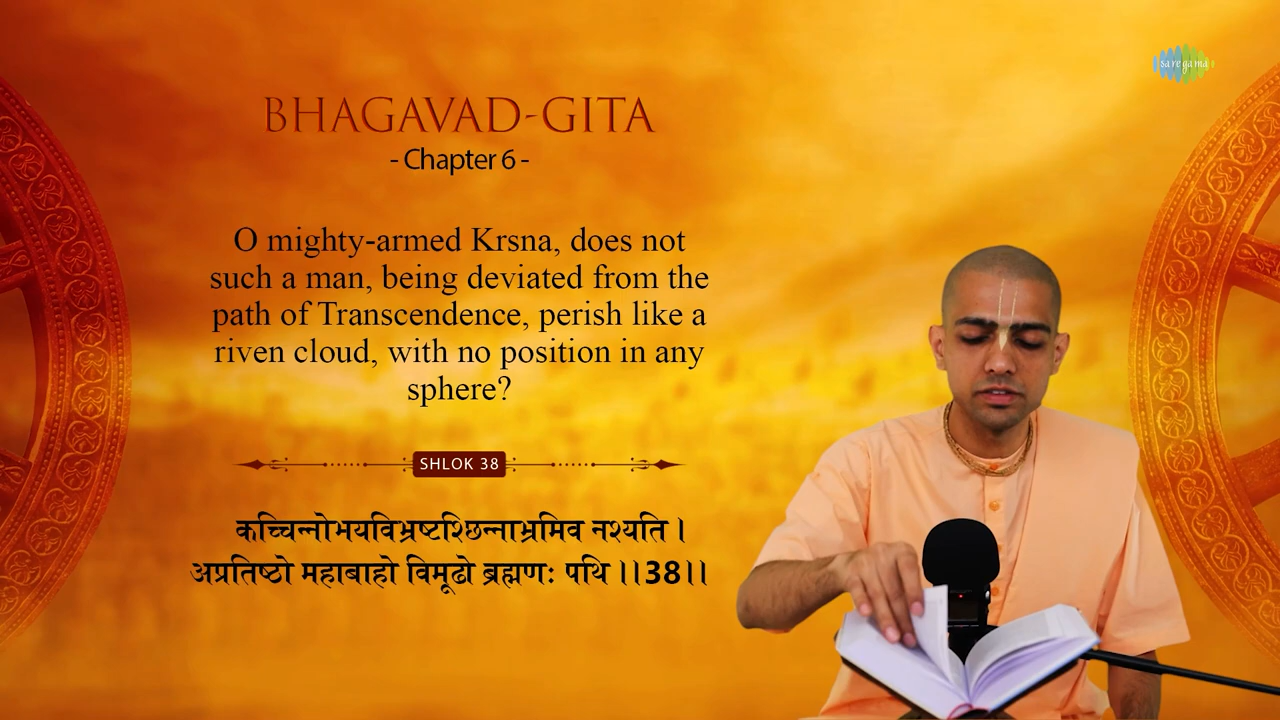 saregama
BHAGAVAD-GITA
- Chapter 6 -
O mighty-armed Krsna, does not
such a man, being deviated from the
path of Transcendence, perish like a
riven cloud, with no position in any
sphere?
SHLOK 38
कच्चिन्नोभयविभ्रष्टश्छिन्नाभ्रमिव नश्यति ।
अप्रतिष्ठो महाबाहो विमूढो ब्रह्मणः पथि ।।38।।